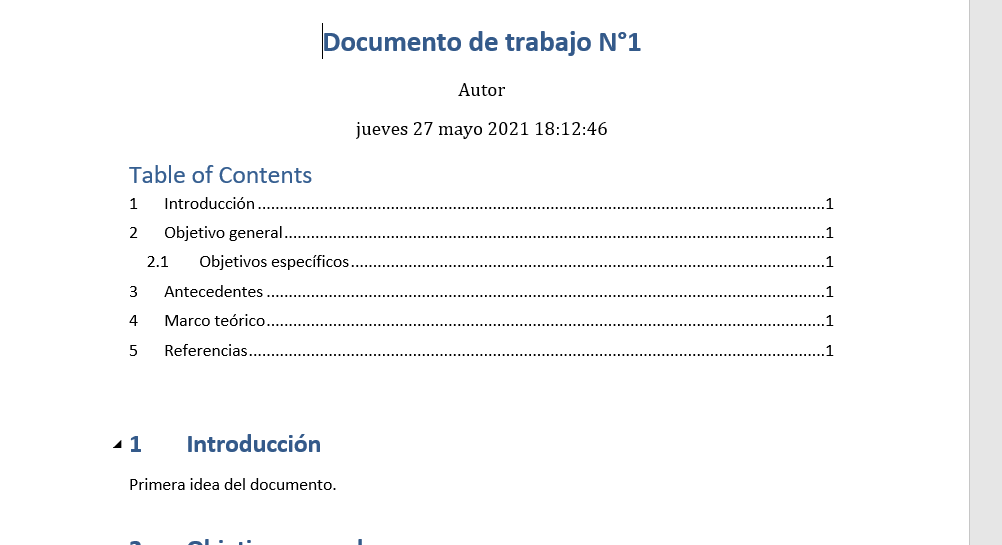 Documento de trabajo N°1
Autor
jueves 27 mayo 2021 18:12:46
Table of Contents
1 Introducción ........................................................................................................................................1
2 Objetivo general ........................................................................................................................................1
2.1 Objetivos específicos ........................................................................................................................................1
3 Antecedentes ........................................................................................................................................1
4 Marco teórico ........................................................................................................................................1
5 Referencias ........................................................................................................................................1
1 Introducción
Primera idea del documento.